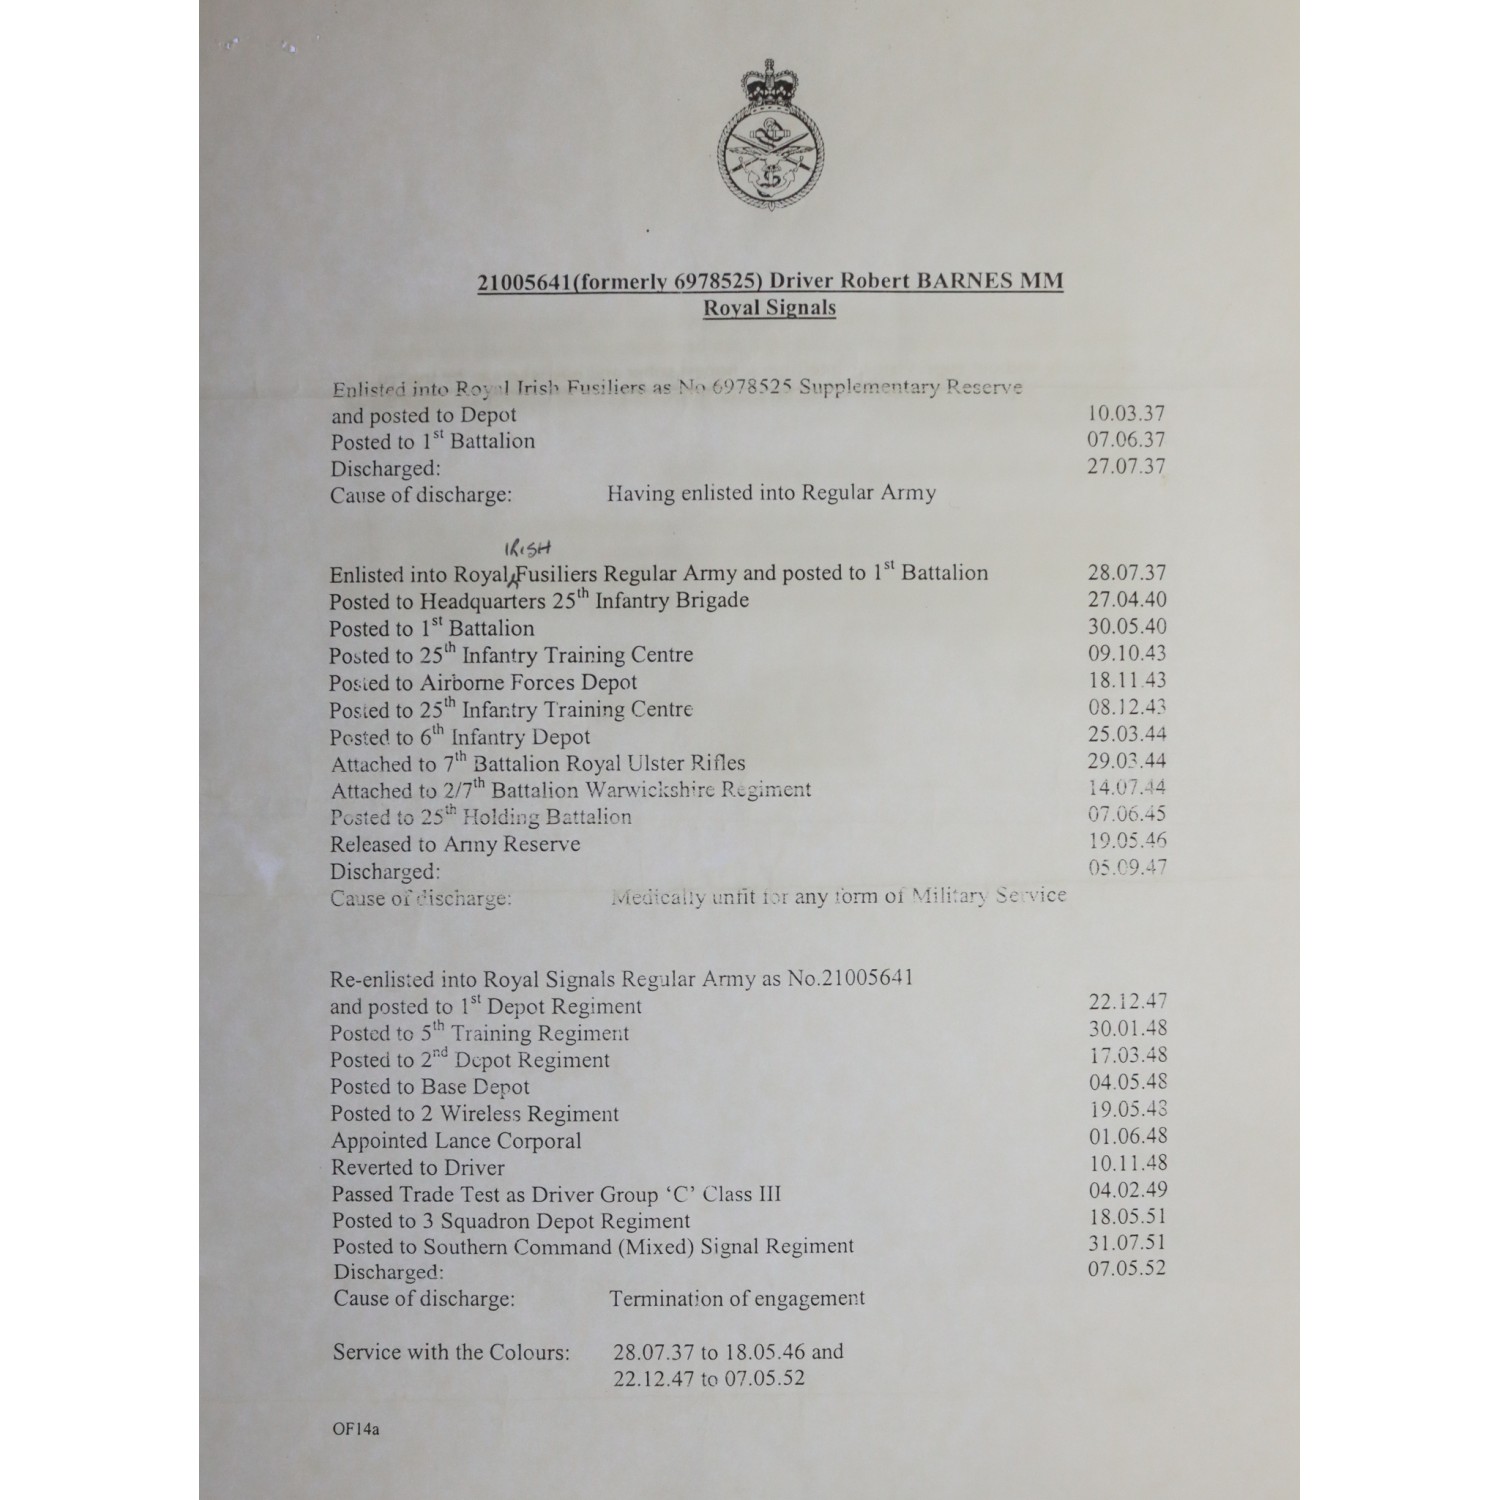 21005641(formerly 6978525) Driver Robert BARNES MM
Royal Signals
Enlisted into Royal Irish Fusiliers as No 6978525 Supplementary Reserve
and posted to Depot 10.03.37
Posted to 1st Battalion 07.06.37
Discharged: 27.07.37
Cause of discharge: Having enlisted into Regular Army
IRISH
Enlisted into Royal Fusiliers Regular Army and posted to 1st Battalion 28.07.37
Posted to Headquarters 25th Infantry Brigade 27.04.40
Posted to 1st Battalion 30.05.40
Posted to 25th Infantry Training Centre 09.10.43
Posted to Airborne Forces Depot 18.11.43
Posted to 25th Infantry Training Centre 08.12.43
Posted to 6th Infantry Depot 25.03.44
Attached to 7th Battalion Royal Ulster Rifles 29.03.44
Attached to 2/7th Battalion Warwickshire Regiment 14.07.44
Posted to 25th Holding Battalion 07.06.45
Released to Army Reserve 19.05.46
Discharged: 05.09.47
Cause of discharge: Medically unfit for any form of Military Service
Re-enlisted into Royal Signals Regular Army as No.21005641
and posted to 1st Depot Regiment 22.12.47
Posted to 5th Training Regiment 30.01.48
Posted to 2nd Depot Regiment 17.03.48
Posted to Base Depot 04.05.48
Posted to 2 Wireless Regiment 19.05.48
Appointed Lance Corporal 01.06.48
Reverted to Driver 10.11.48
Passed Trade Test as Driver Group ‘C’ Class III 04.02.49
Posted to 3 Squadron Depot Regiment 18.05.51
Posted to Southern Command (Mixed) Signal Regiment 31.07.51
Discharged: 07.05.52
Cause of discharge: Termination of engagement
Service with the Colours: 28.07.37 to 18.05.46 and
22.12.47 to 07.05.52
OF14a